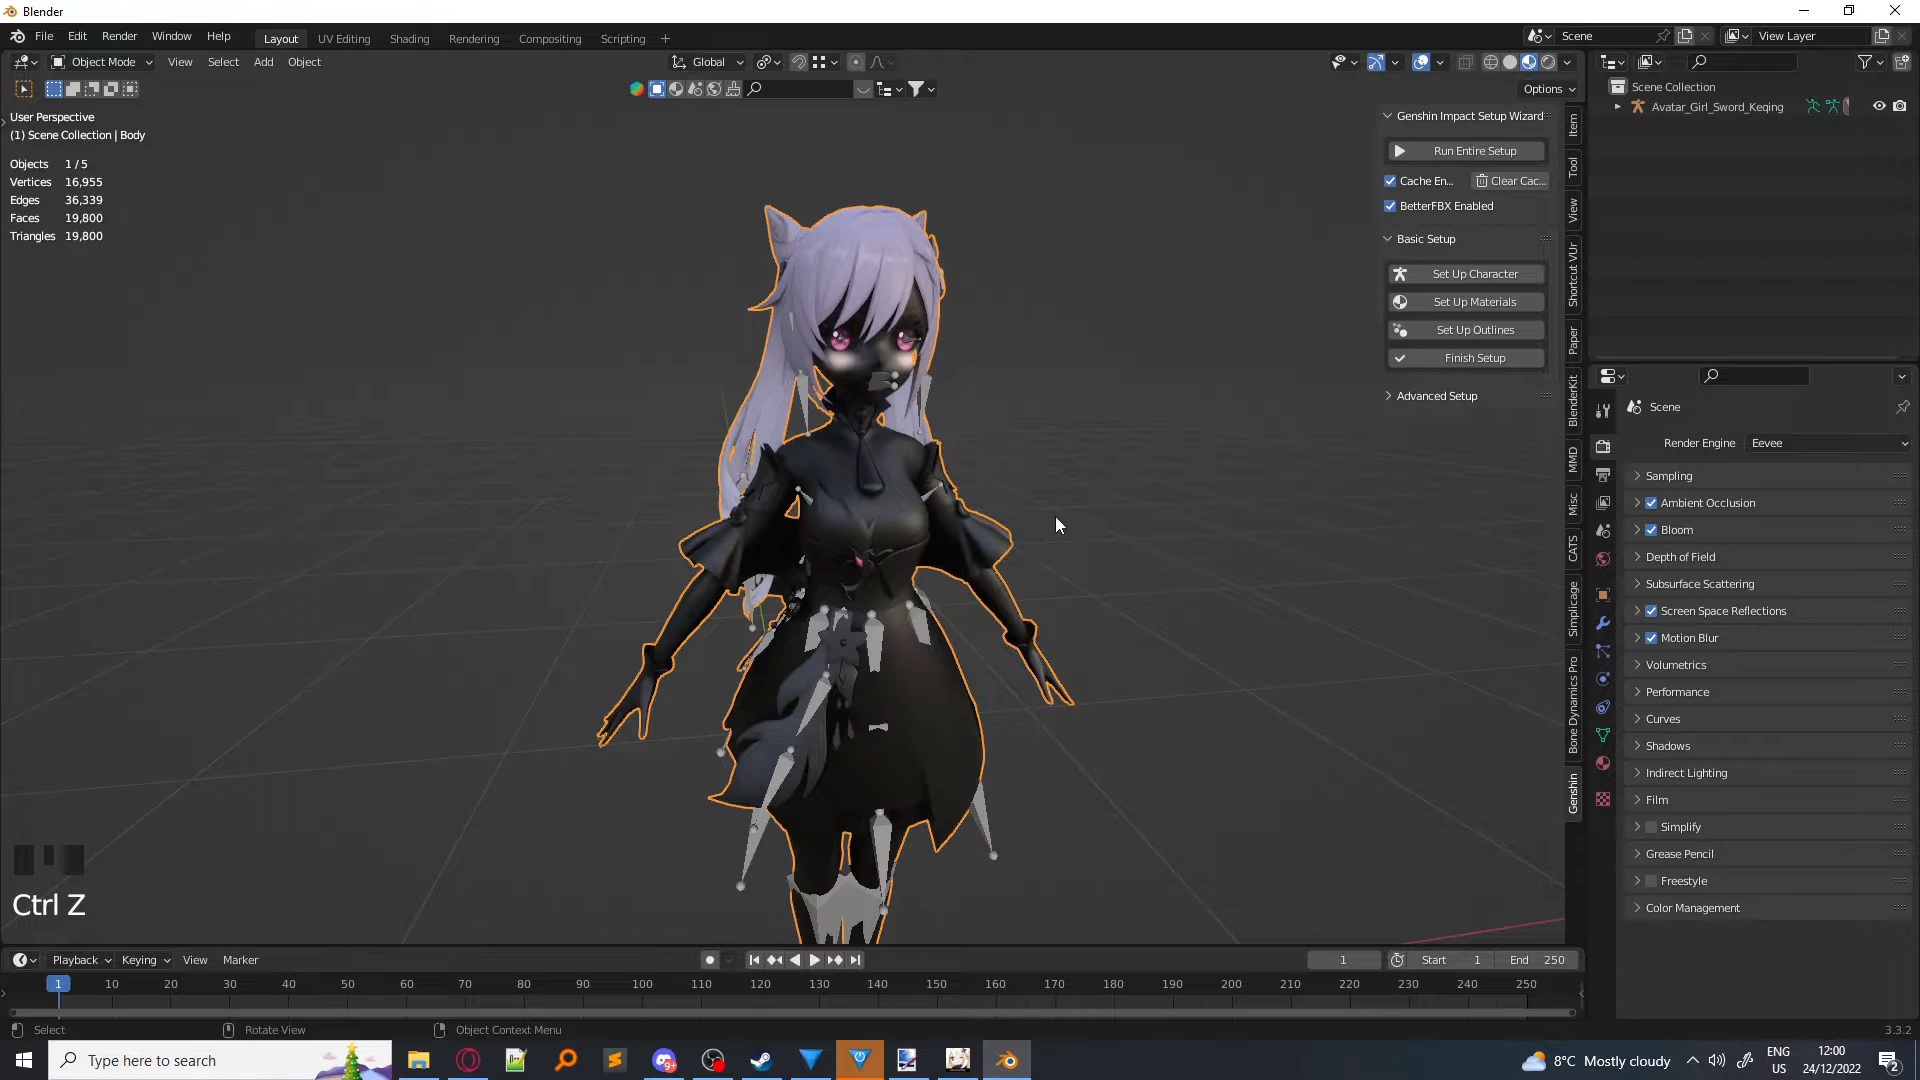 Blender
File Edit Render Window Help
Layout UV Editing Shading Rendering Compositing Scripting
Scene
View Layer
Object Mode View Select Add Object
Global
Options
User Perspective
(1) Scene Collection | Body
Objects 1 / 5
Vertices 16,955
Edges 36,339
Faces 19,800
Triangles 19,800
Genshin Impact Setup Wizard
Run Entire Setup
Cache En...
Clear Cac...
BetterFBX Enabled
Basic Setup
Set Up Character
Set Up Materials
Set Up Outlines
Finish Setup
Advanced Setup
Item
Tool
View
Shortcut VUr
Paper
BlenderKit
MMD
Misc
CATS
Simplicage
Bone Dynamics Pro
Genshin
Scene Collection
Avatar_Girl_Sword_Keqing
Scene
Render Engine Eevee
Sampling
Ambient Occlusion
Bloom
Depth of Field
Subsurface Scattering
Screen Space Reflections
Motion Blur
Volumetrics
Performance
Curves
Shadows
Indirect Lighting
Film
Simplify
Grease Pencil
Freestyle
Color Management
Ctrl Z
Playback Keying View Marker
1
Start 1
End 250
1 10 20 30 40 50 60 70 80 90 100 110 120 130 140 150 160 170 180 190 200 210 220 230 240 250
Select
Rotate View
Object Context Menu
3.3.2
Type here to search
9+
8°C Mostly cloudy
ENG
US
12:00
24/12/2022
2